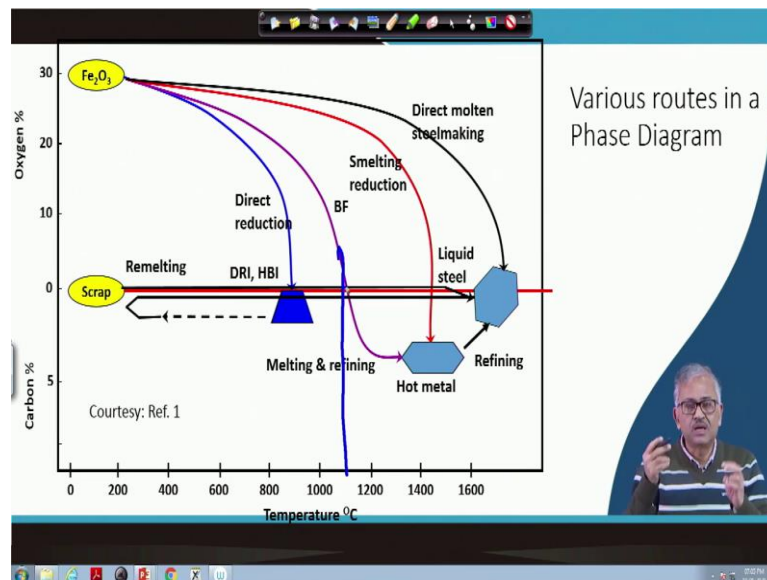 Various routes in a
Phase Diagram
Oxygen %
30
20
10
0
5
Carbon %
Fe₂O₃
Direct molten
steelmaking
Smelting
reduction
BF
Direct
reduction
Liquid
steel
Remelting
DRI, HBI
Scrap
Melting & refining
Refining
Hot metal
Courtesy: Ref. 1
0 200 400 600 800 1000 1200 1400 1600
Temperature ⁰C